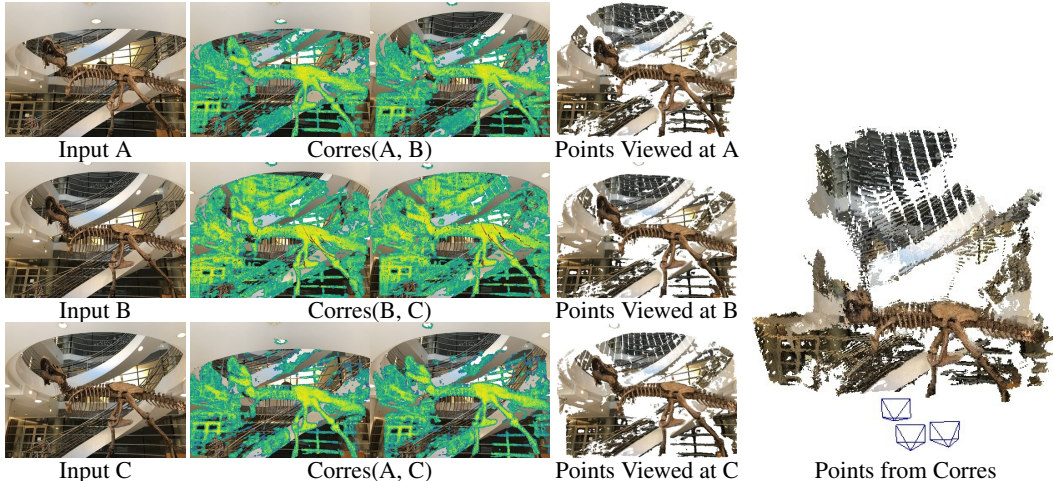 Input A
Corres(A, B)
Points Viewed at A
Input B
Corres(B, C)
Points Viewed at B
Input C
Corres(A, C)
Points Viewed at C
Points from Corres